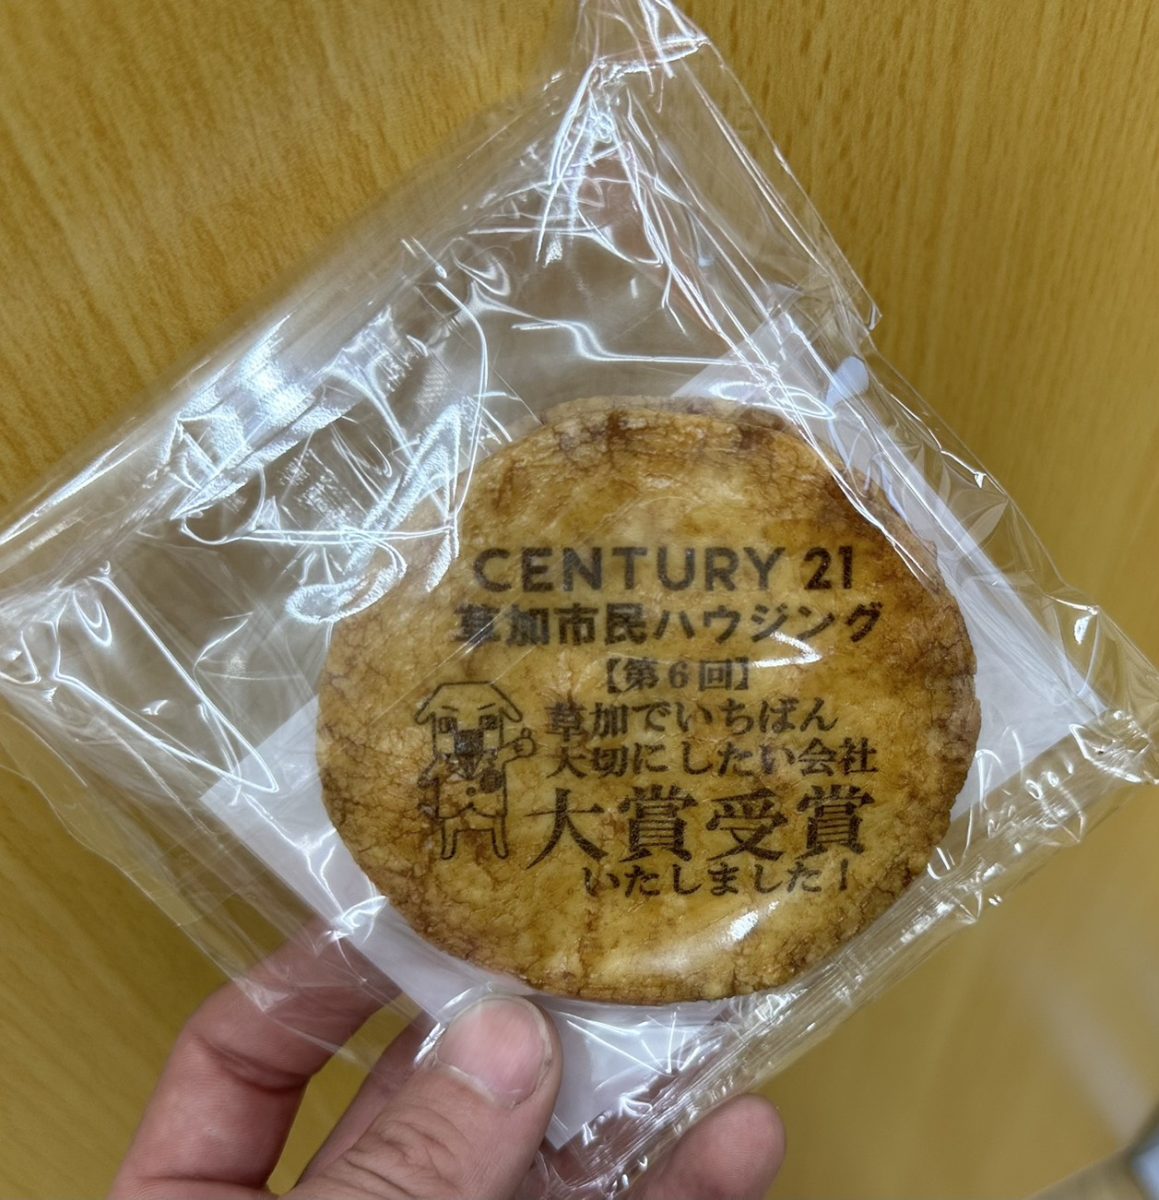 CENTURY 21
草加市民ハウジング
【第6回】
草加でいちばん
大切にしたい会社
大賞受賞
いたしました!